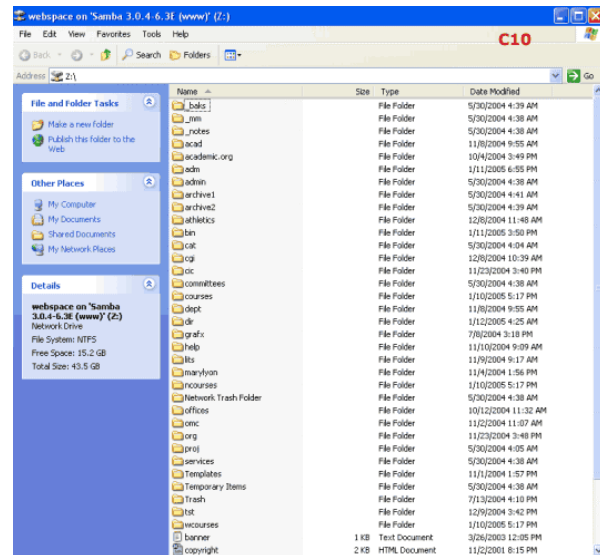 webspace on 'Samba 3.0.4-6.3E (www)' (Z:)
File Edit View Favorites Tools Help
C10
Back Search Folders
Address Z:\ Go
Name Size Type Date Modified
File and Folder Tasks
Make a new folder
Publish this folder to the
Web
Other Places
My Computer
My Documents
Shared Documents
My Network Places
Details
webspace on 'Samba
3.0.4-6.3E (www)' (Z:)
Network Drive
File System: NTFS
Free Space: 15.2 GB
Total Size: 43.5 GB
_baks File Folder 5/30/2004 4:39 AM
_mm File Folder 5/30/2004 4:38 AM
_notes File Folder 5/30/2004 4:38 AM
acad File Folder 11/8/2004 9:55 AM
academic.org File Folder 10/4/2004 3:49 PM
adm File Folder 1/11/2005 6:55 PM
admin File Folder 5/30/2004 4:38 AM
archive1 File Folder 5/30/2004 4:41 AM
archive2 File Folder 5/30/2004 4:39 AM
athletics File Folder 12/8/2004 11:48 AM
bin File Folder 1/11/2005 3:50 PM
cat File Folder 5/30/2004 4:04 AM
cgi File Folder 12/8/2004 10:39 AM
cic File Folder 11/23/2004 3:40 PM
committees File Folder 5/30/2004 4:38 AM
courses File Folder 1/10/2005 5:17 PM
dept File Folder 11/8/2004 9:55 AM
dir File Folder 1/12/2005 4:25 AM
grafx File Folder 7/8/2004 3:18 PM
help File Folder 11/10/2004 9:09 AM
lits File Folder 11/9/2004 9:17 AM
marylyon File Folder 11/4/2004 1:56 PM
ncourses File Folder 1/10/2005 5:17 PM
Network Trash Folder File Folder 5/30/2004 4:38 AM
offices File Folder 10/12/2004 11:32 AM
omc File Folder 11/2/2004 11:07 AM
org File Folder 11/23/2004 3:48 PM
proj File Folder 5/30/2004 4:05 AM
services File Folder 5/30/2004 4:38 AM
Templates File Folder 11/1/2004 1:57 PM
Temporary Items File Folder 5/30/2004 4:38 AM
Trash File Folder 7/13/2004 4:10 PM
tst File Folder 12/9/2004 3:42 PM
wcourses File Folder 1/10/2005 5:17 PM
banner 1 KB Text Document 3/26/2003 12:05 PM
copyright 2 KB HTML Document 11/2/2001 8:15 PM